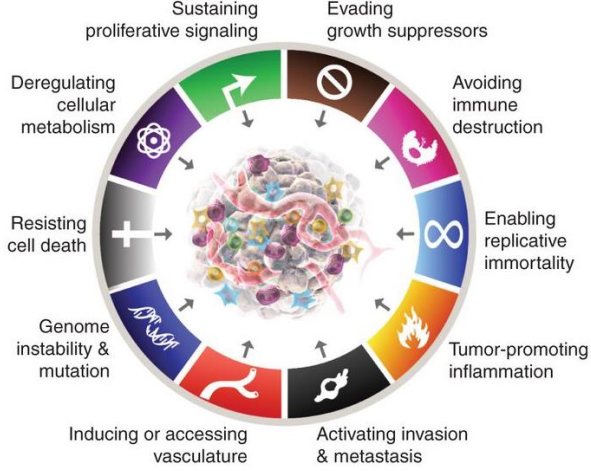 Sustaining
proliferative signaling
Evading
growth suppressors
Avoiding
immune
destruction
Enabling
replicative
immortality
Tumor-promoting
inflammation
Activating invasion
& metastasis
Inducing or accessing
vasculature
Genome
instability &
mutation
Resisting
cell death
Deregulating
cellular
metabolism